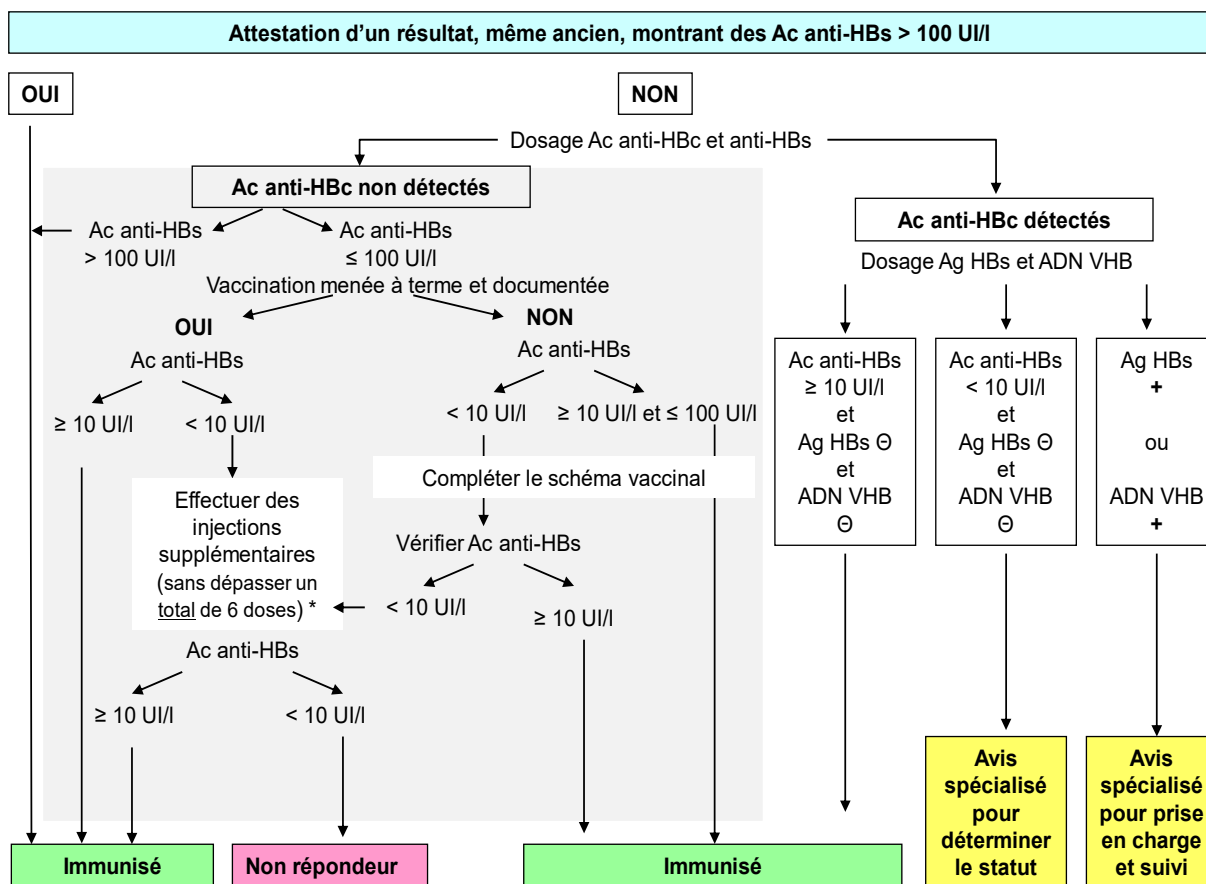 Attestation d'un résultat, même ancien, montrant des Ac anti-HBs > 100 UI/l
OUI
NON
Dosage Ac anti-HBc et anti-HBs
Ac anti-HBc non détectés
Ac anti-HBs
> 100 UI/l
Ac anti-HBs
≤ 100 UI/l
Vaccination menée à terme et documentée
OUI
Ac anti-HBs
≥ 10 UI/l
< 10 UI/l
Effectuer des
injections
supplémentaires
(sans dépasser un
total de 6 doses) *
Ac anti-HBs
≥ 10 UI/l
< 10 UI/l
NON
Ac anti-HBs
< 10 UI/l
≥ 10 UI/l et ≤ 100 UI/l
Compléter le schéma vaccinal
Vérifier Ac anti-HBs
< 10 UI/l
≥ 10 UI/l
Ac anti-HBc détectés
Dosage Ag HBs et ADN VHB
Ac anti-HBs
≥ 10 UI/l
et
Ag HBs Θ
et
ADN VHB
Θ
Ac anti-HBs
< 10 UI/l
et
Ag HBs Θ
et
ADN VHB
Θ
Ag HBs
+
ou
ADN VHB
+
Immunisé
Non répondeur
Immunisé
Avis
spécialisé
pour
déterminer
le statut
Avis
spécialisé
pour prise
en charge
et suivi